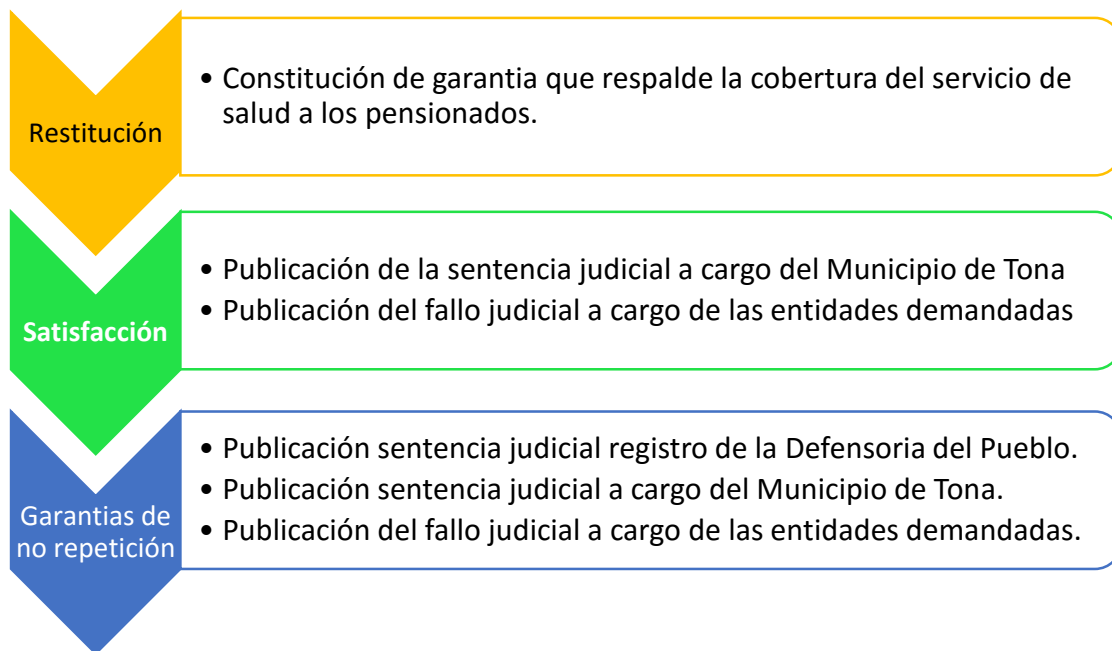 Restitución
• Constitución de garantia que respalde la cobertura del servicio de
salud a los pensionados.
Satisfacción
• Publicación de la sentencia judicial a cargo del Municipio de Tona
• Publicación del fallo judicial a cargo de las entidades demandadas
Garantias de
no repetición
• Publicación sentencia judicial registro de la Defensoria del Pueblo.
• Publicación sentencia judicial a cargo del Municipio de Tona.
• Publicación del fallo judicial a cargo de las entidades demandadas.